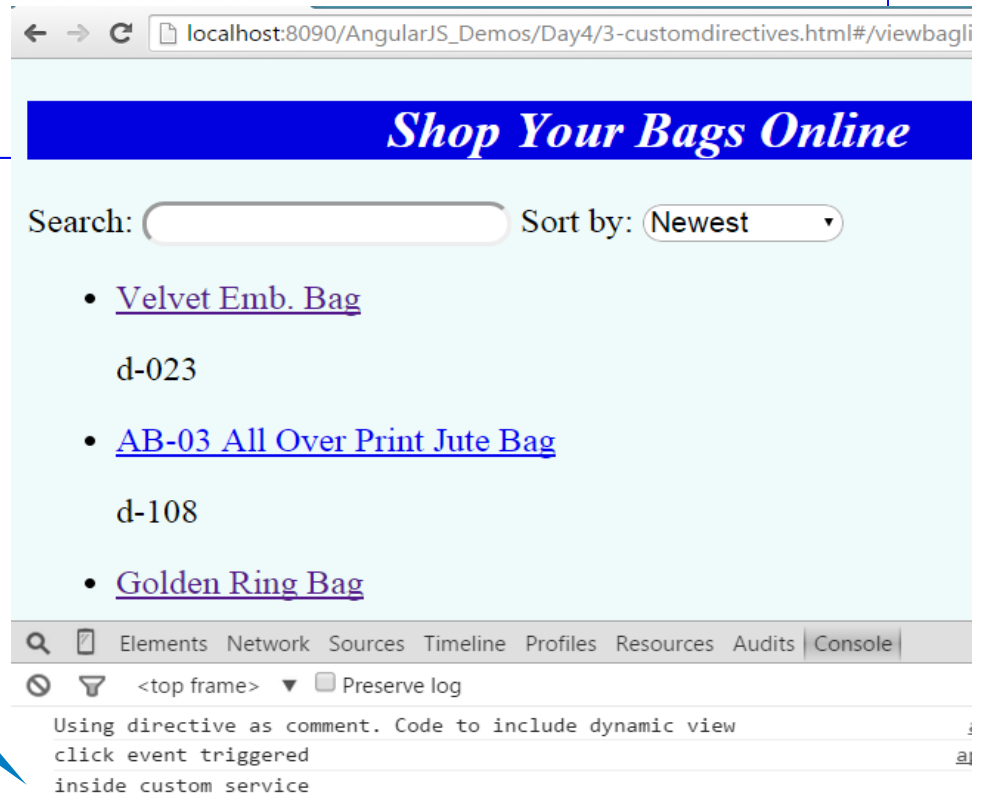 localhost:8090/AngularJS_Demos/Day4/3-customdirectives.html#/viewbagli
Shop Your Bags Online
Search: Sort by: Newest
Velvet Emb. Bag
d-023
AB-03 All Over Print Jute Bag
d-108
Golden Ring Bag
Elements Network Sources Timeline Profiles Resources Audits Console
<top frame> ▼ Preserve log
Using directive as comment. Code to include dynamic view
click event triggered
inside custom service